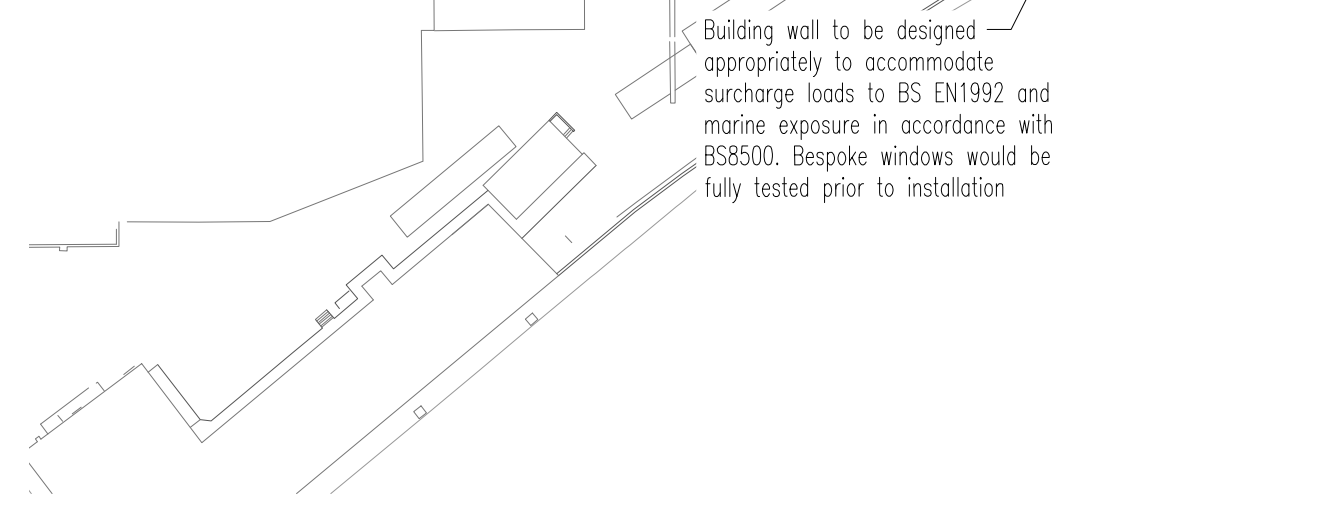 Building wall to be designed
appropriately to accommodate
surcharge loads to BS EN1992 and
marine exposure in accordance with
BS8500. Bespoke windows would be
fully tested prior to installation